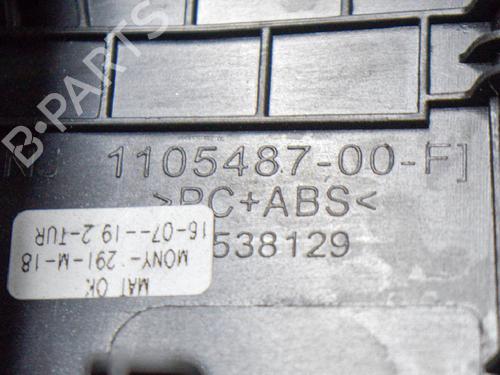 B-PARTS
1105487-00-F]
>PC+ABS<
538129
MAT OK
MONY-291-M-18
16-07--19 2-TUR